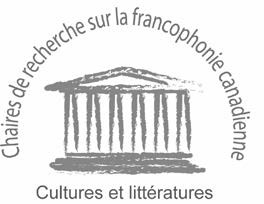 Chaires de recherche sur la francophonie canadienne
Cultures et littératures